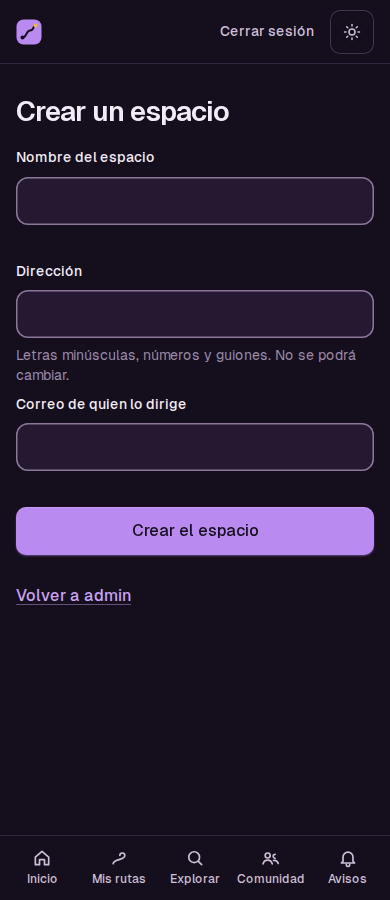 Cerrar sesión
Crear un espacio
Nombre del espacio
Dirección
Letras minúsculas, números y guiones. No se podrá
cambiar.
Correo de quien lo dirige
Crear el espacio
Volver a admin
Inicio
Mis rutas
Explorar
Comunidad
Avisos